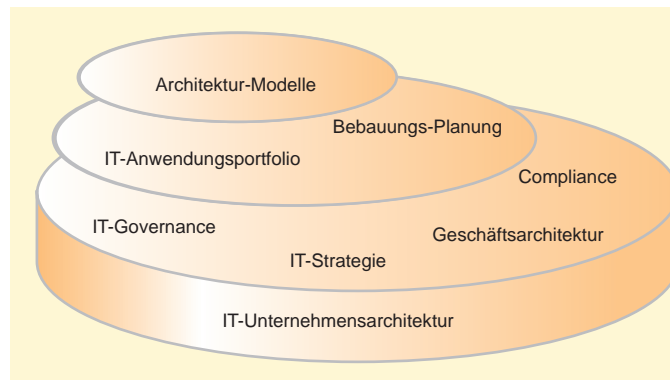 Architektur-Modelle
Bebauungs-Planung
IT-Anwendungsportfolio
Compliance
IT-Governance
Geschäftsarchitektur
IT-Strategie
IT-Unternehmensarchitektur